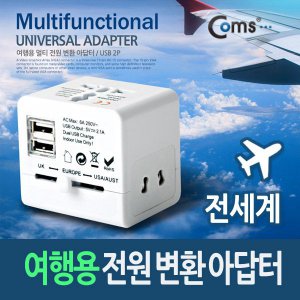 Multifunctional
Coms
UNIVERSAL ADAPTER
여행용 멀티 전원 변환 아답터 / USB 2P
AC Max. 6A 250V~
USB Output : 5V 2.1A
Dual USB Charge
Indoor Use Only !
CE
RoHS
UK
EUROPE
USA/AUST
전세계
여행용 전원 변환 아답터